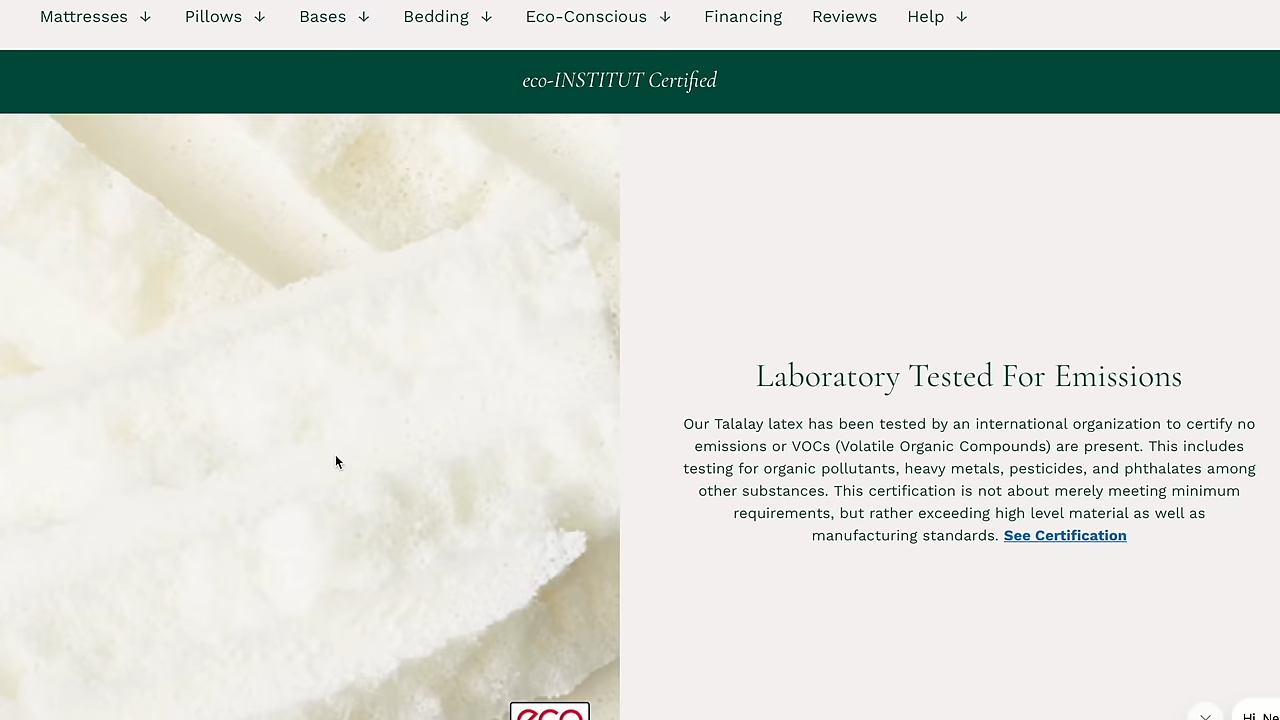 Mattresses ↓ Pillows ↓ Bases ↓ Bedding ↓ Eco-Conscious ↓ Financing Reviews Help ↓
eco-INSTITUT Certified
Laboratory Tested For Emissions
Our Talalay latex has been tested by an international organization to certify no
emissions or VOCs (Volatile Organic Compounds) are present. This includes
testing for organic pollutants, heavy metals, pesticides, and phthalates among
other substances. This certification is not about merely meeting minimum
requirements, but rather exceeding high level material as well as
manufacturing standards. See Certification
eco
Hi, Ne